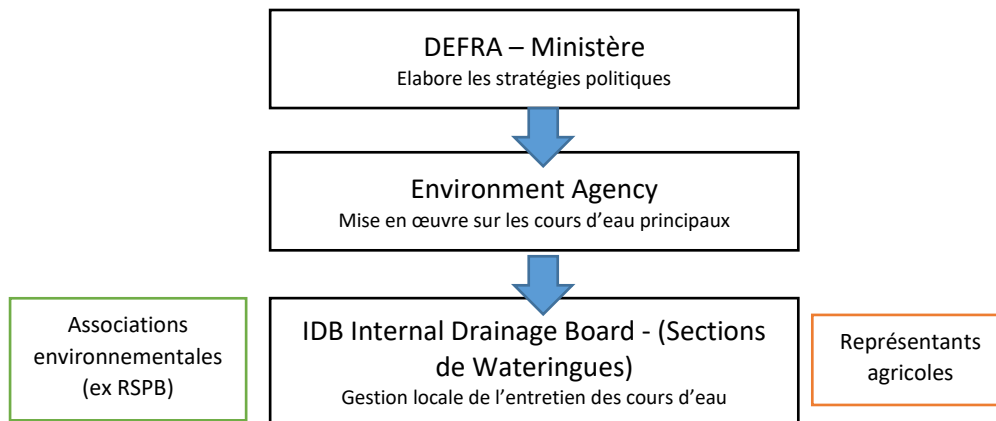 DEFRA – Ministère
Elabore les stratégies politiques
Environment Agency
Mise en œuvre sur les cours d’eau principaux
Associations
environnementales
(ex RSPB)
IDB Internal Drainage Board - (Sections
de Wateringues)
Gestion locale de l’entretien des cours d’eau
Représentants
agricoles